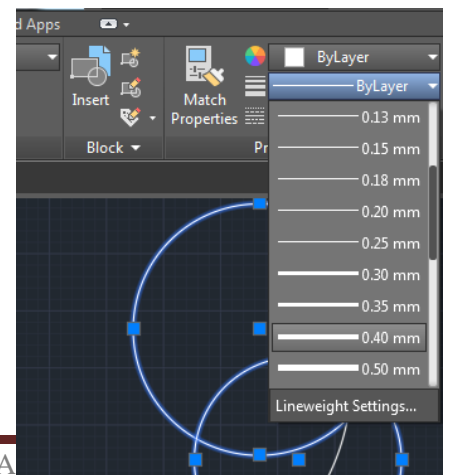 d Apps
ByLayer
Insert
Match
Properties
ByLayer
Block
Pr
0.13 mm
0.15 mm
0.18 mm
0.20 mm
0.25 mm
0.30 mm
0.35 mm
0.40 mm
0.50 mm
Lineweight Settings...
A